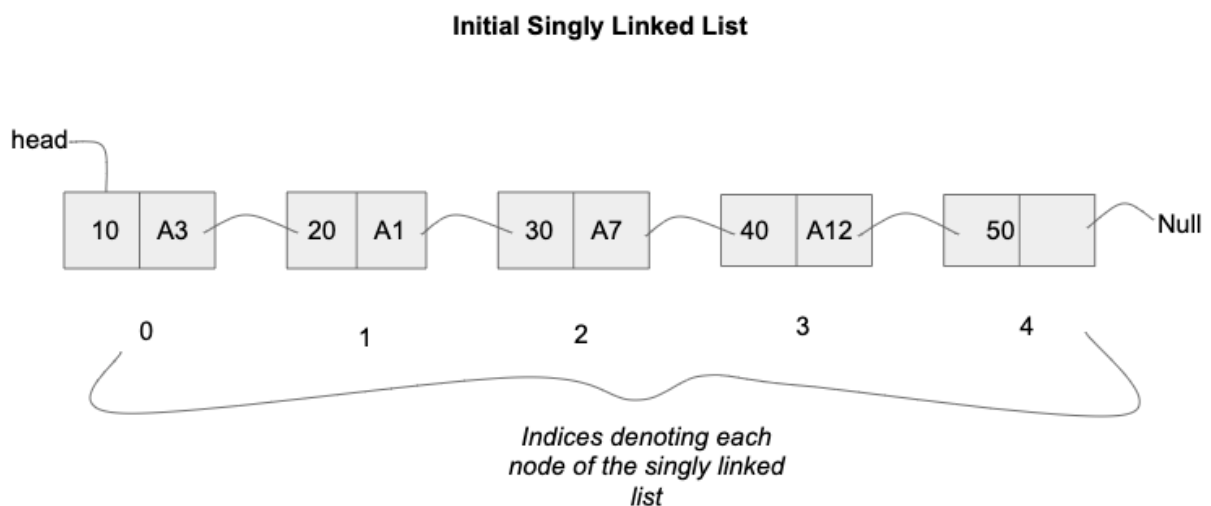 Initial Singly Linked List
head
10 A3 20 A1 30 A7 40 A12 50 Null
0 1 2 3 4
Indices denoting each
node of the singly linked
list